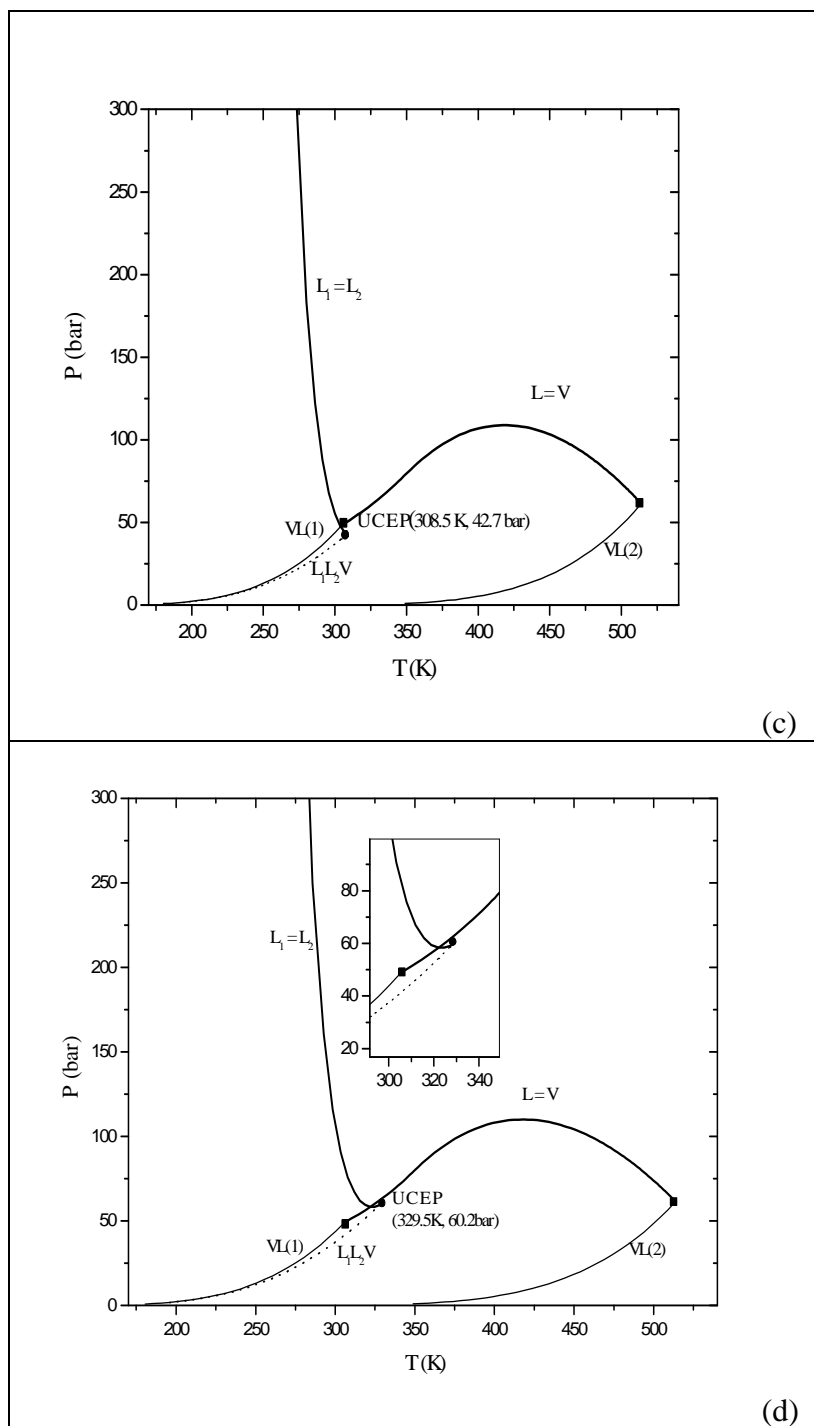 300
250
200
150
100
50
0
P (bar)
L₁=L₂
L=V
UCEP(308.5 K, 42.7 bar)
VL(1)
L₁L₂V
VL(2)
200 250 300 350 400 450 500
T(K)
(c)
300
250
200
150
100
50
0
P (bar)
80
60
40
20
300 320 340
L₁=L₂
L=V
UCEP
(329.5K, 60.2bar)
VL(1)
L₁L₂V
VL(2)
200 250 300 350 400 450 500
T(K)
(d)